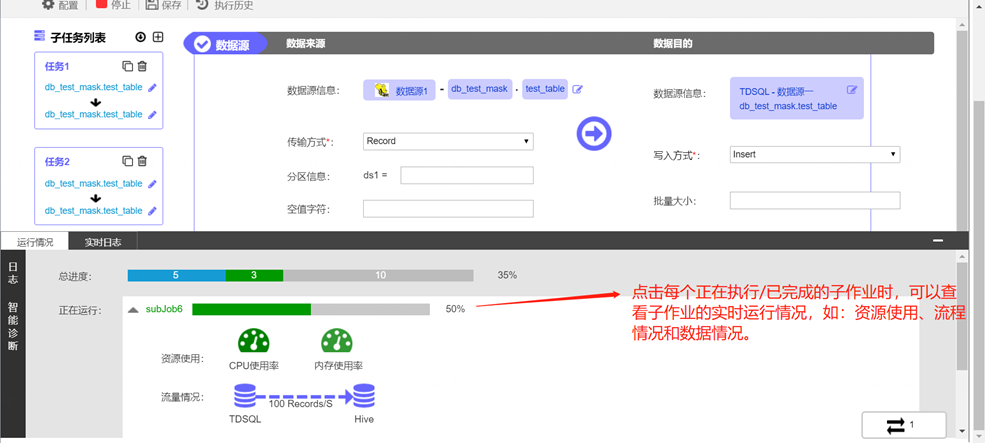 配置 停止 保存 执行历史
子任务列表
数据源 数据来源 数据目的
任务1
db_test_mask.test_table
db_test_mask.test_table
任务2
db_test_mask.test_table
db_test_mask.test_table
数据源信息: 数据源1 - db_test_mask . test_table
传输方式*: Record
分区信息: ds1 =
空值字符:
数据源信息: TDSQL - 数据源一
db_test_mask.test_table
写入方式*: Insert
批量大小:
运行情况 实时日志
日志
智能诊断
总进度: 5 3 10 35%
正在运行: subJob6 50%
点击每个正在执行/已完成的子作业时，可以查
看子作业的实时运行情况，如：资源使用、流程
情况和数据情况。
资源使用:
CPU使用率 内存使用率
流量情况: 100 Records/S
TDSQL Hive
1